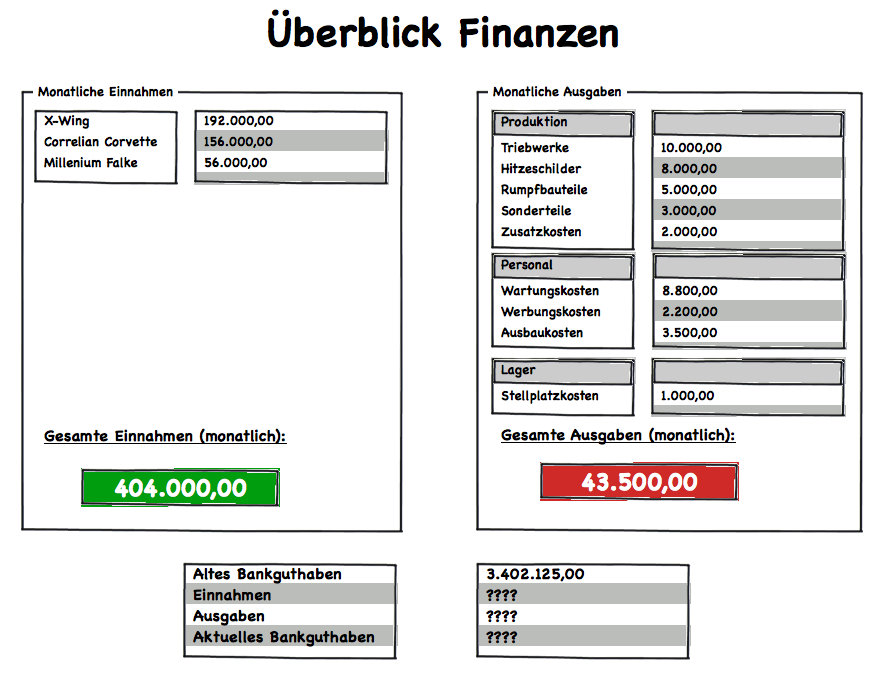 Überblick Finanzen
Monatliche Einnahmen
X-Wing 192.000,00
Correlian Corvette 156.000,00
Millenium Falke 56.000,00
Gesamte Einnahmen (monatlich):
404.000,00
Monatliche Ausgaben
Produktion
Triebwerke 10.000,00
Hitzeschilder 8.000,00
Rumpfbauteile 5.000,00
Sonderteile 3.000,00
Zusatzkosten 2.000,00
Personal
Wartungskosten 8.800,00
Werbungskosten 2.200,00
Ausbaukosten 3.500,00
Lager
Stellplatzkosten 1.000,00
Gesamte Ausgaben (monatlich):
43.500,00
Altes Bankguthaben 3.402.125,00
Einnahmen ????
Ausgaben ????
Aktuelles Bankguthaben ????